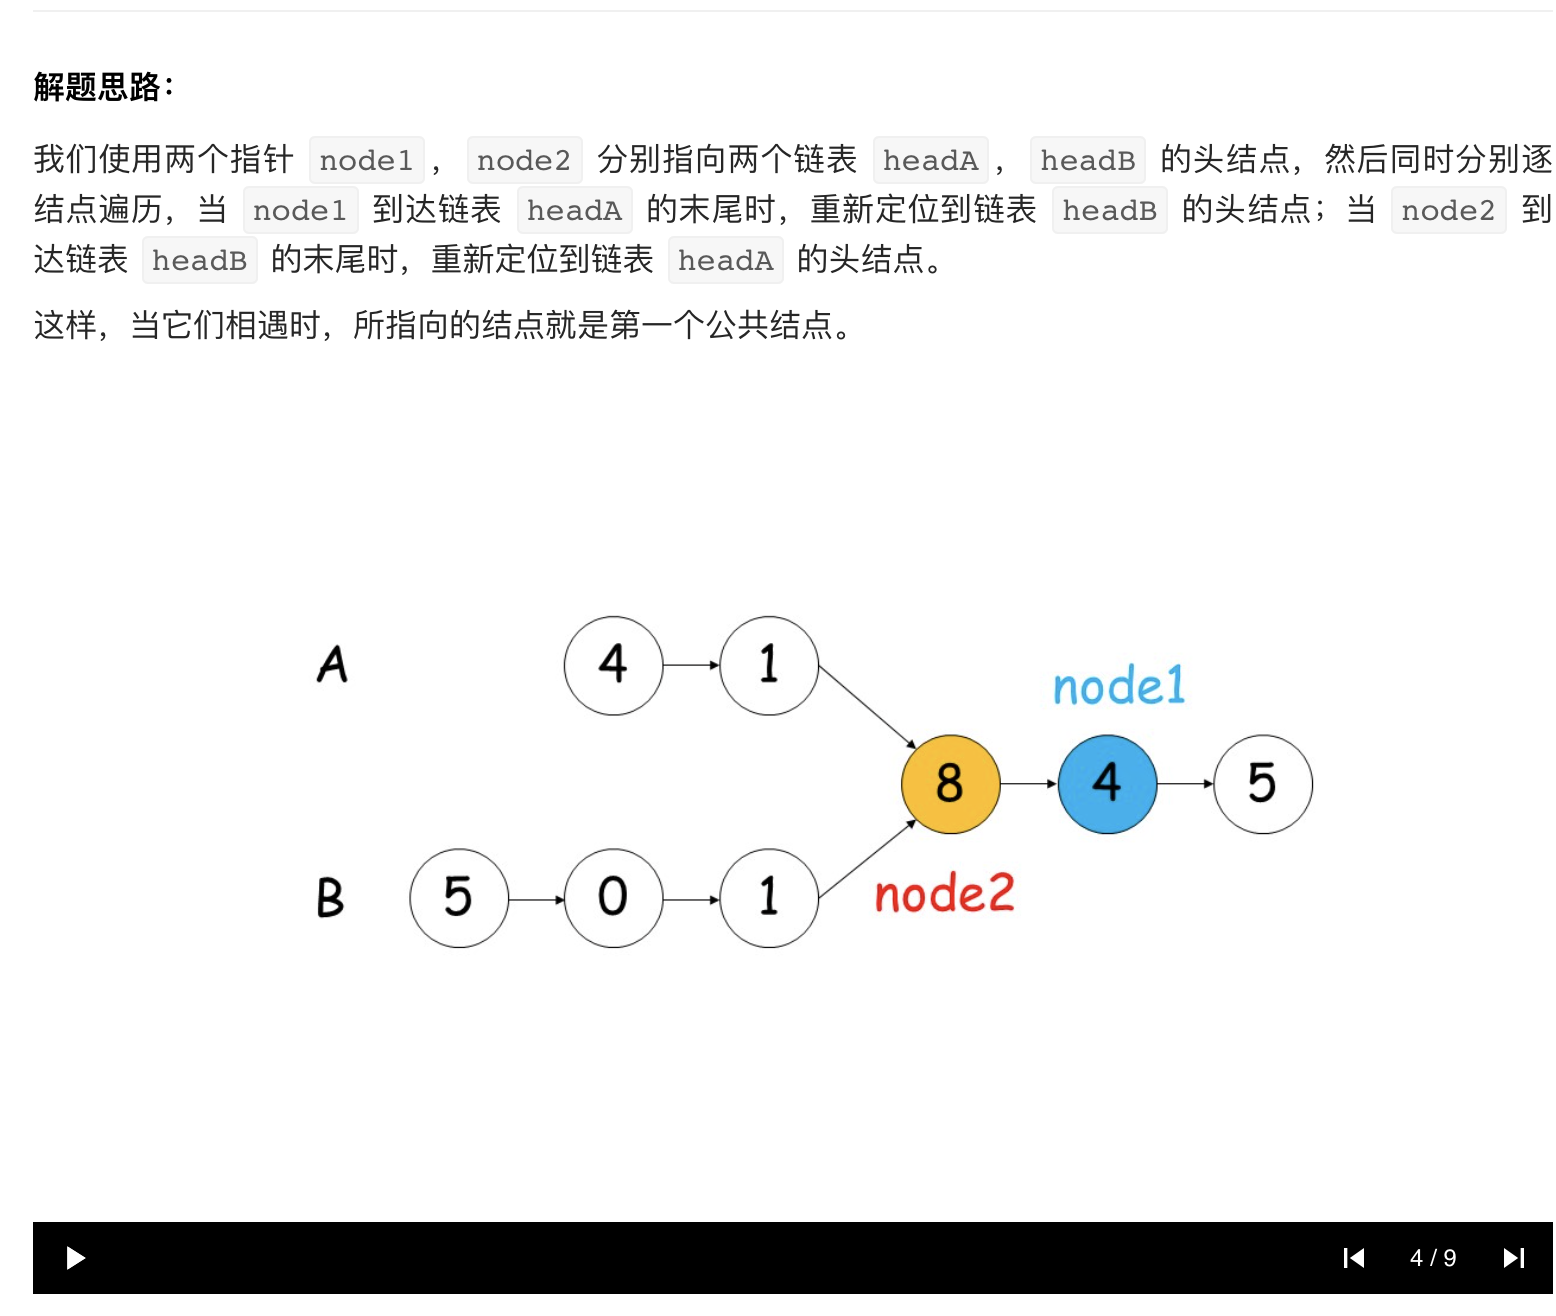 解题思路：
我们使用两个指针 node1 ， node2 分别指向两个链表 headA ， headB 的头结点，然后同时分别逐
结点遍历，当 node1 到达链表 headA 的末尾时，重新定位到链表 headB 的头结点；当 node2 到
达链表 headB 的末尾时，重新定位到链表 headA 的头结点。
这样，当它们相遇时，所指向的结点就是第一个公共结点。
A 4 1
node1
8 4 5
B 5 0 1
node2
4 / 9